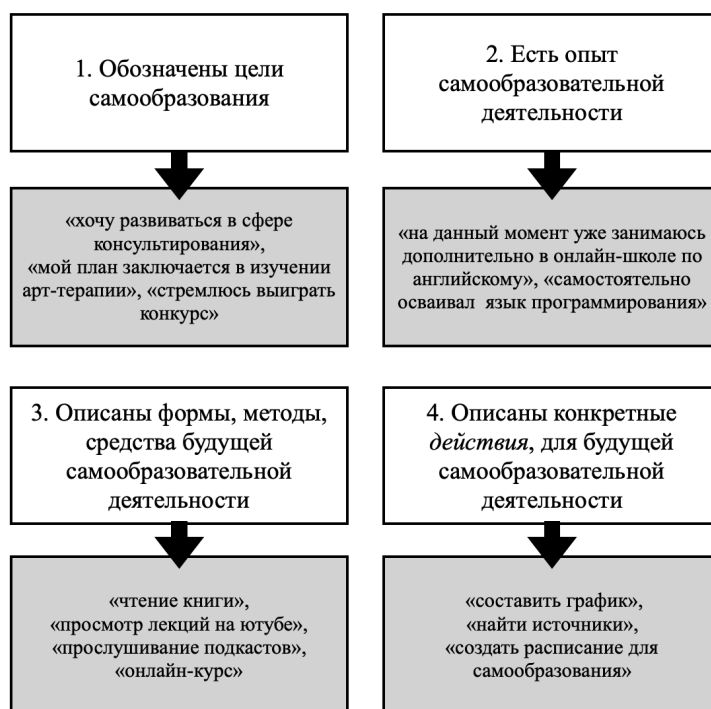 1. Обозначены цели
самообразования
2. Есть опыт
самообразовательной
деятельности
«хочу развиваться в сфере
консультирования»,
«мой план заключается в изучении
арт-терапии», «стремлюсь выиграть
конкурс»
«на данный момент уже занимаюсь
дополнительно в онлайн-школе по
английскому», «самостоятельно
осваивал язык программирования»
3. Описаны формы, методы,
средства будущей
самообразовательной
деятельности
4. Описаны конкретные
действия, для будущей
самообразовательной
деятельности
«чтение книги»,
«просмотр лекций на ютубе»,
«прослушивание подкастов»,
«онлайн-курс»
«составить график»,
«найти источники»,
«создать расписание для
самообразования»